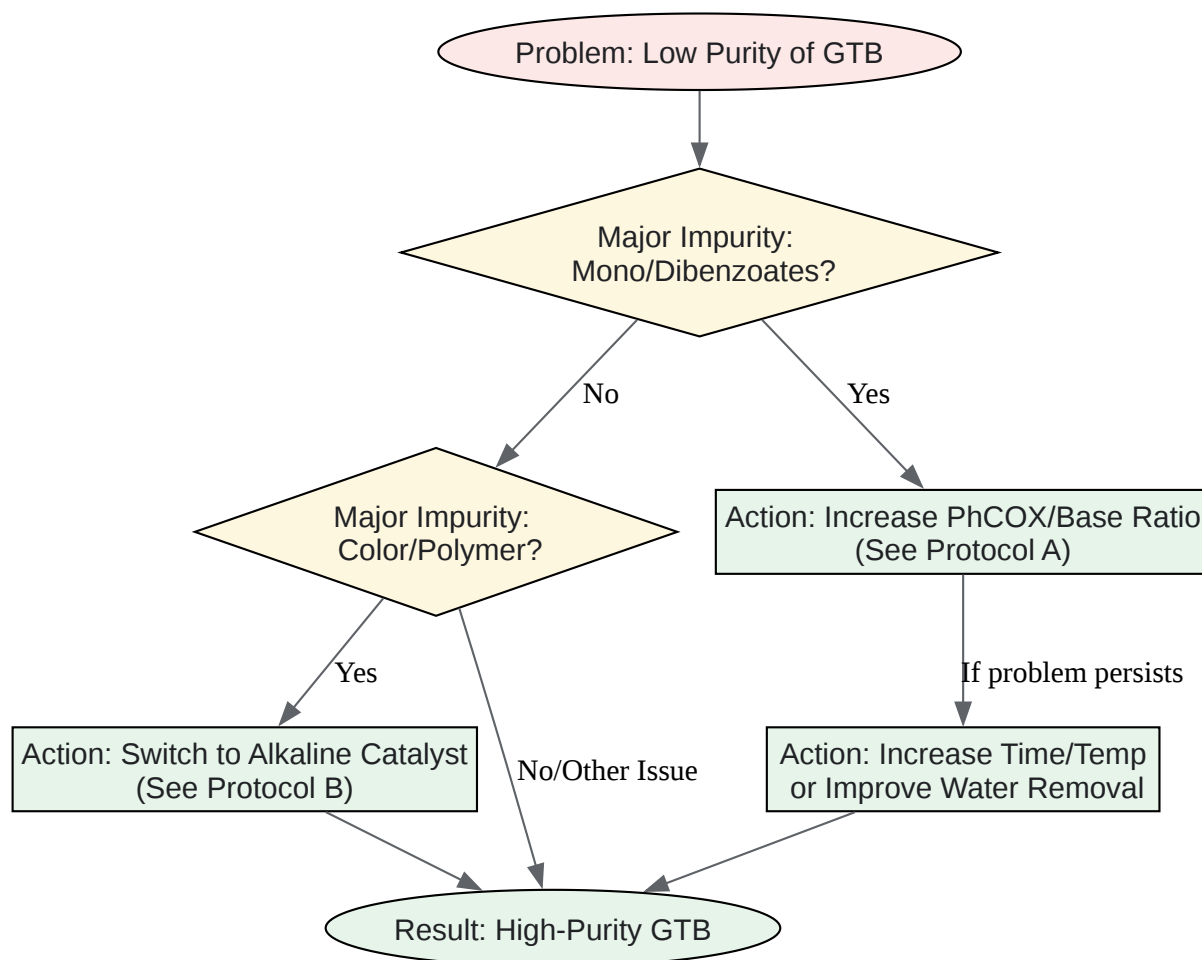 Problem: Low Purity of GTB
Major Impurity:
Mono/Dibenzoates?
No
Yes
Major Impurity:
Color/Polymer?
Action: Increase PhCOX/Base Ratio
(See Protocol A)
Yes
If problem persists
Action: Switch to Alkaline Catalyst
(See Protocol B)
No/Other Issue
Action: Increase Time/Temp
or Improve Water Removal
Result: High-Purity GTB